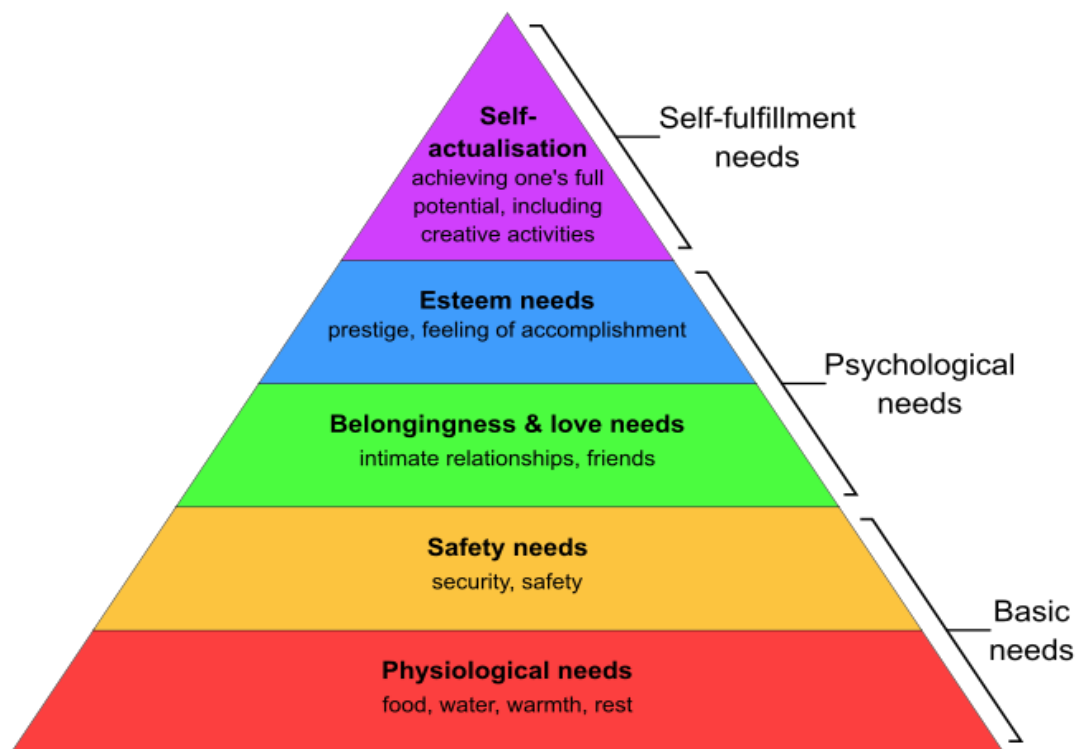 Self-
actualisation
achieving one's full
potential, including
creative activities
Self-fulfillment
needs
Esteem needs
prestige, feeling of accomplishment
Psychological
needs
Belongingness & love needs
intimate relationships, friends
Safety needs
security, safety
Basic
needs
Physiological needs
food, water, warmth, rest